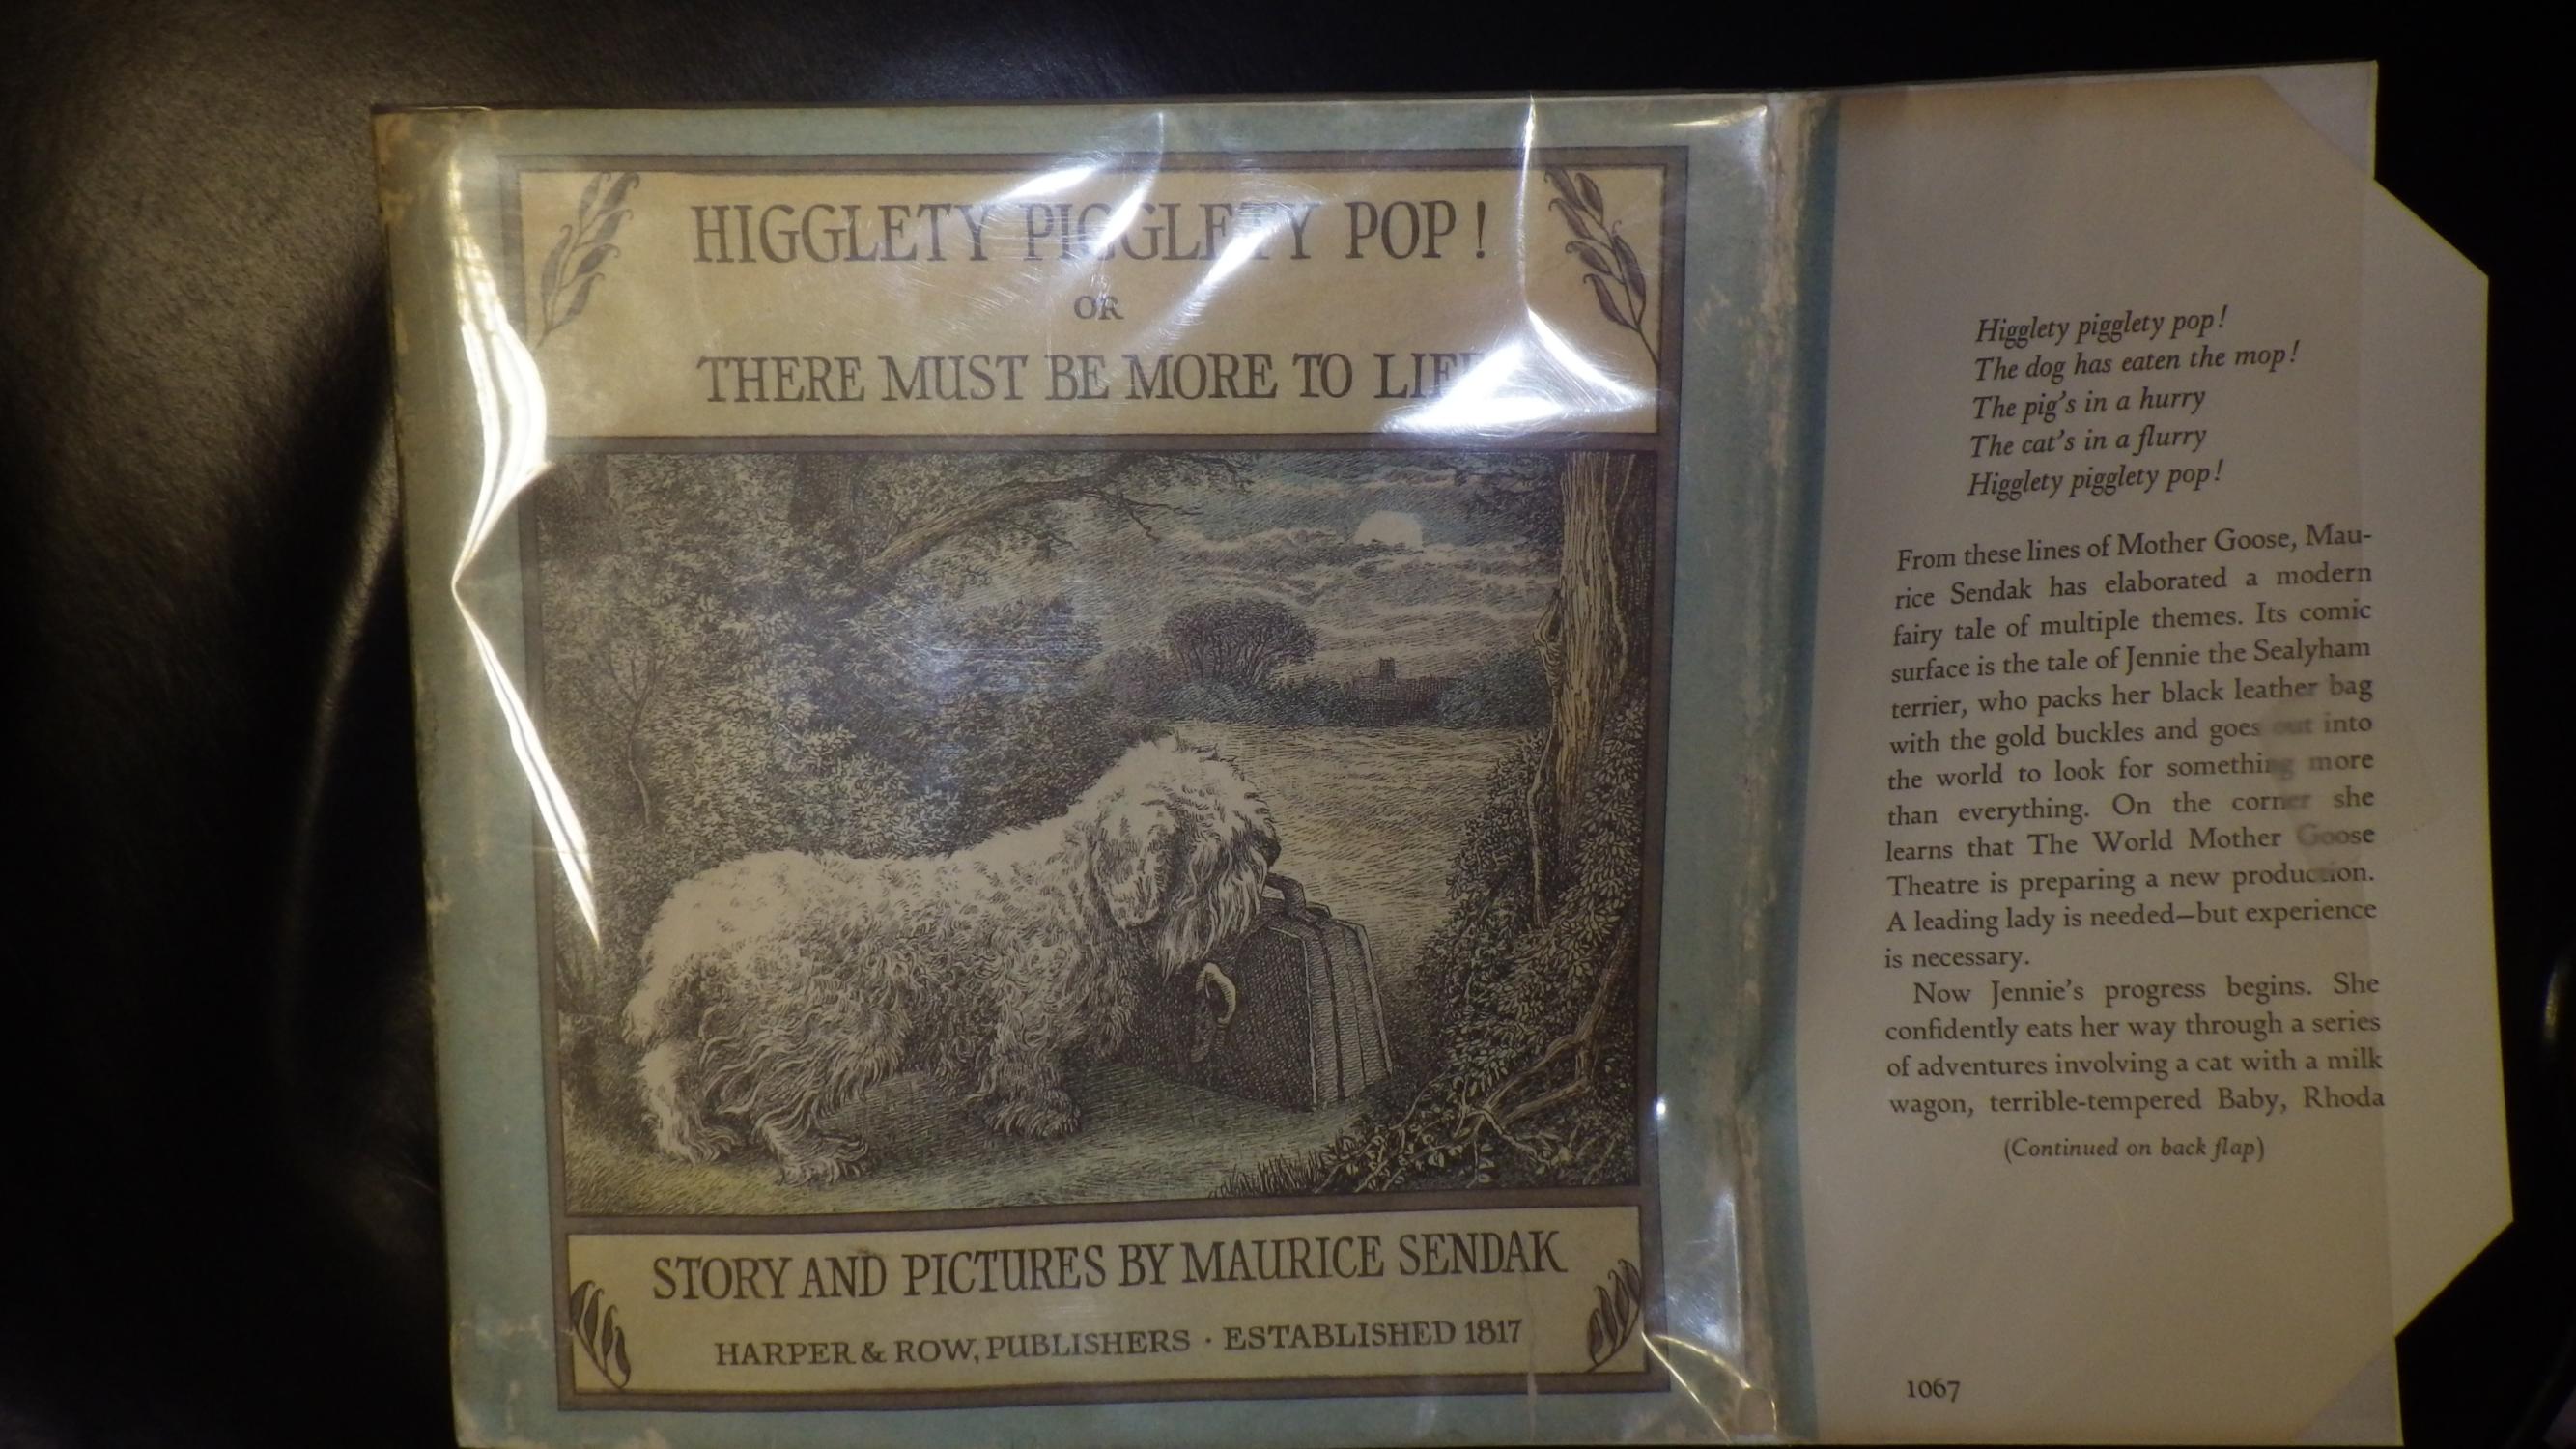 HIGGLETY PIGGLETY POP!
OR
THERE MUST BE MORE TO LIFE
STORY AND PICTURES BY MAURICE SENDAK
HARPER & ROW, PUBLISHERS · ESTABLISHED 1817
Higglety pigglety pop!
The dog has eaten the mop!
The pig's in a hurry
The cat's in a flurry
Higglety pigglety pop!
From these lines of Mother Goose, Mau-
rice Sendak has elaborated a modern
fairy tale of multiple themes. Its comic
surface is the tale of Jennie the Sealyham
terrier, who packs her black leather bag
with the gold buckles and goes out into
the world to look for something more
than everything. On the corner she
learns that The World Mother Goose
Theatre is preparing a new production.
A leading lady is needed—but experience
is necessary.
Now Jennie's progress begins. She
confidently eats her way through a series
of adventures involving a cat with a milk
wagon, terrible-tempered Baby, Rhoda
(Continued on back flap)
1067